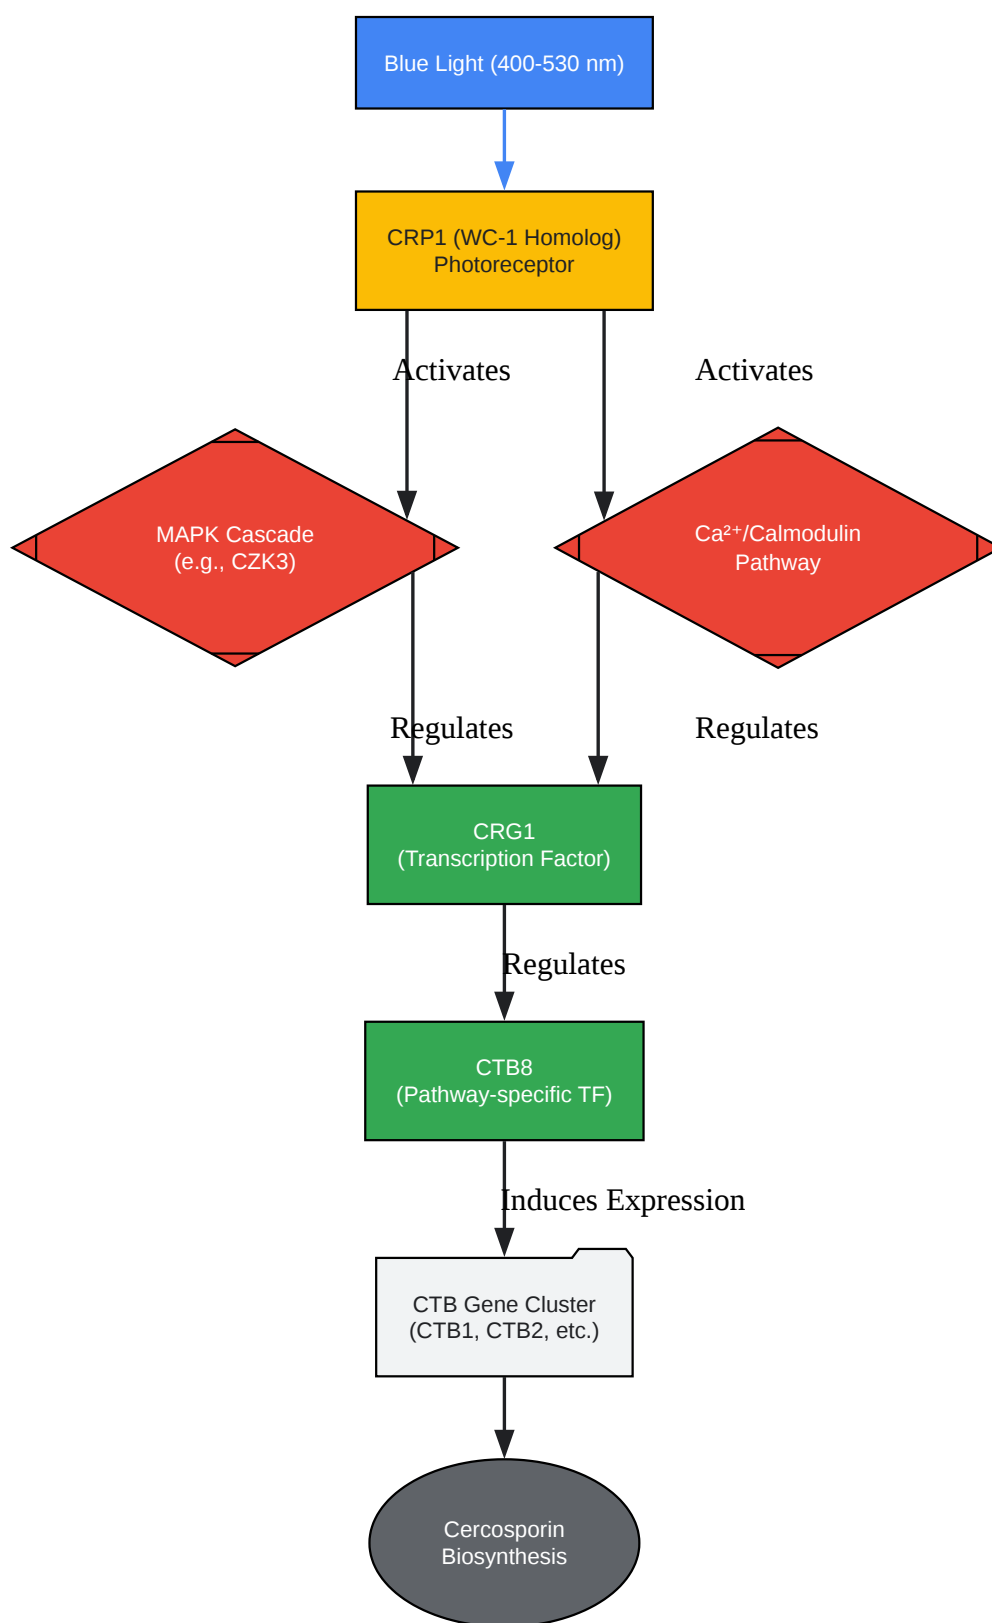 Blue Light (400-530 nm)
CRP1 (WC-1 Homolog)
Photoreceptor
Activates
Activates
MAPK Cascade
(e.g., CZK3)
Ca²⁺/Calmodulin
Pathway
Regulates
Regulates
CRG1
(Transcription Factor)
Regulates
CTB8
(Pathway-specific TF)
Induces Expression
CTB Gene Cluster
(CTB1, CTB2, etc.)
Cercosporin
Biosynthesis